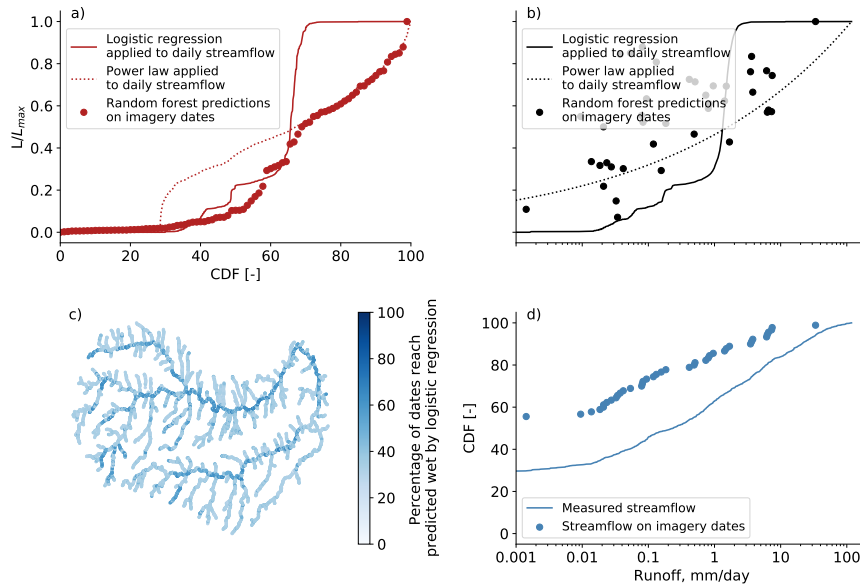 a)
1.0
0.8
0.6
0.4
0.2
0.0
L/Lmax
Logistic regression
applied to daily streamflow
Power law applied
to daily streamflow
Random forest predictions
on imagery dates
0
20
40
60
80
100
CDF [-]
b)
Logistic regression
applied to daily streamflow
Power law applied
to daily streamflow
Random forest predictions
on imagery dates
c)
100
80
60
40
20
0
Percentage of dates reach
predicted wet by logistic regression
d)
100
80
60
40
20
0
CDF [-]
Measured streamflow
Streamflow on imagery dates
0.001
0.01
0.1
1
10
100
Runoff, mm/day